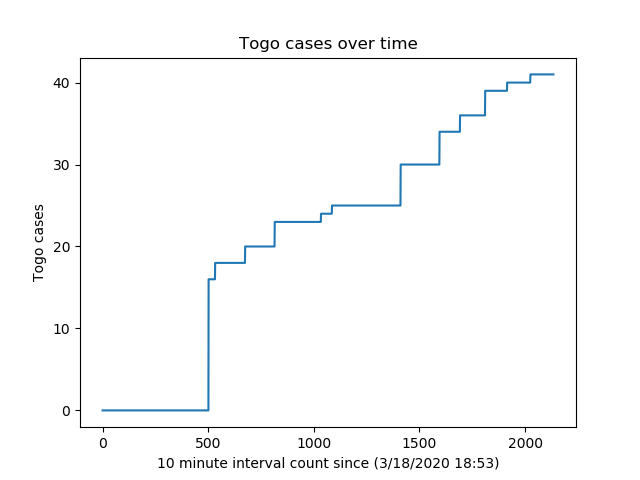 Togo cases over time
40
30
20
10
0
Togo cases
0 500 1000 1500 2000
10 minute interval count since (3/18/2020 18:53)